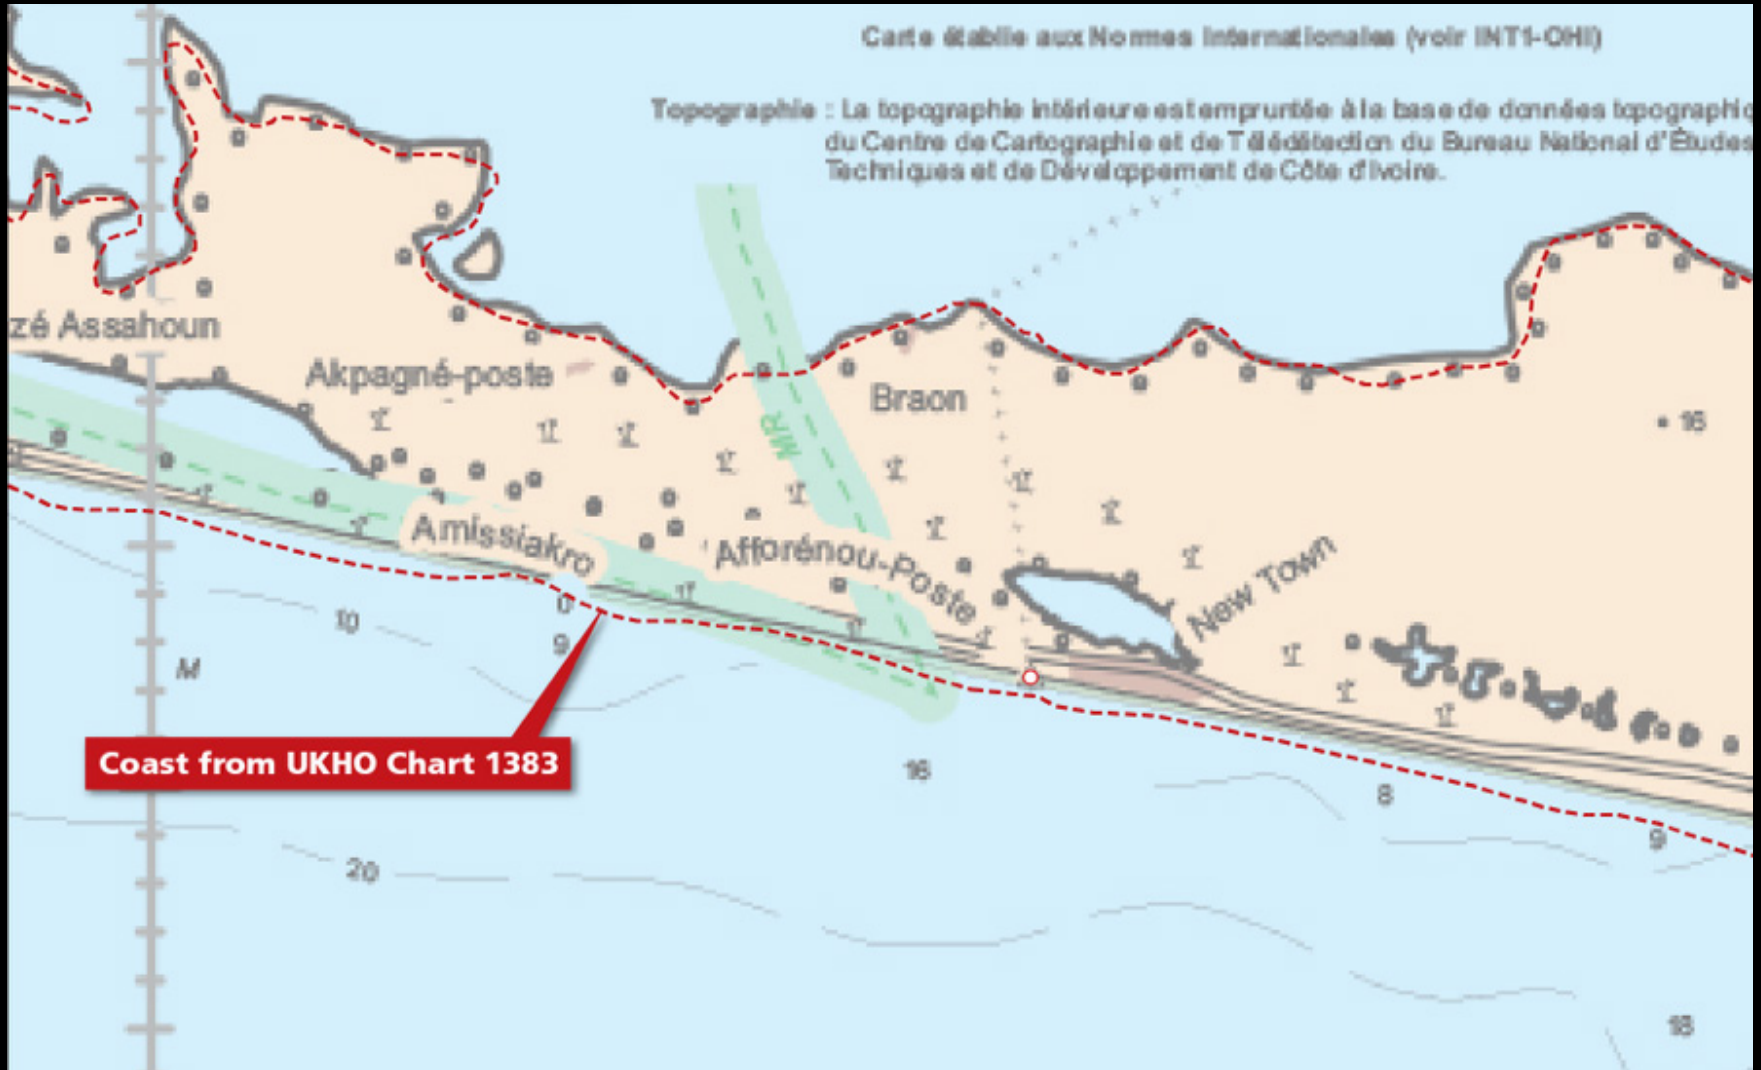 Carte établie aux Normes Internationales (voir INT1-OHI)
Topographie : La topographie intérieure est empruntée à la base de données topographic
du Centre de Cartographie et de Télédétection du Bureau National d'Études
Techniques et de Développement de Côte d'Ivoire.
zé Assahoun
Akpagné-poste
Braon
16
MR
Amissiakro
Afforénou-Poste
New Town
0
10
9
M
Coast from UKHO Chart 1383
16
8
9
20
18